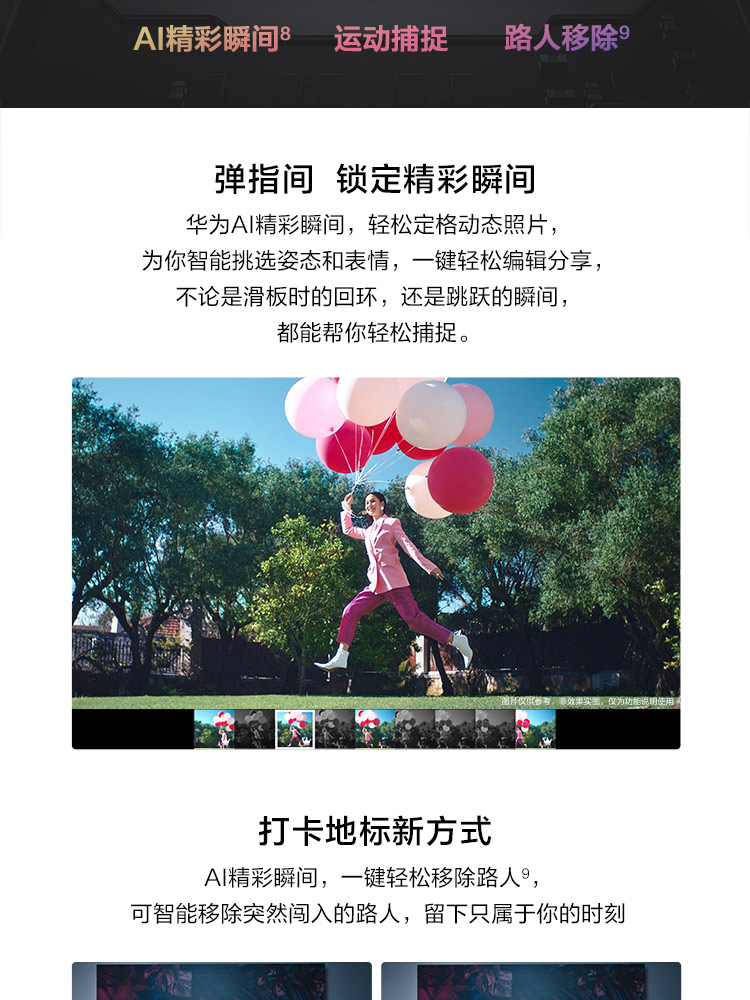 AI精彩瞬间8 运动捕捉 路人移除9
弹指间 锁定精彩瞬间
华为AI精彩瞬间，轻松定格动态照片，
为你智能挑选姿态和表情，一键轻松编辑分享，
不论是滑板时的回环，还是跳跃的瞬间，
都能帮你轻松捕捉。
图片仅供参考，非效果实图，仅为功能说明使用
打卡地标新方式
AI精彩瞬间，一键轻松移除路人9，
可智能移除突然闯入的路人，留下只属于你的时刻